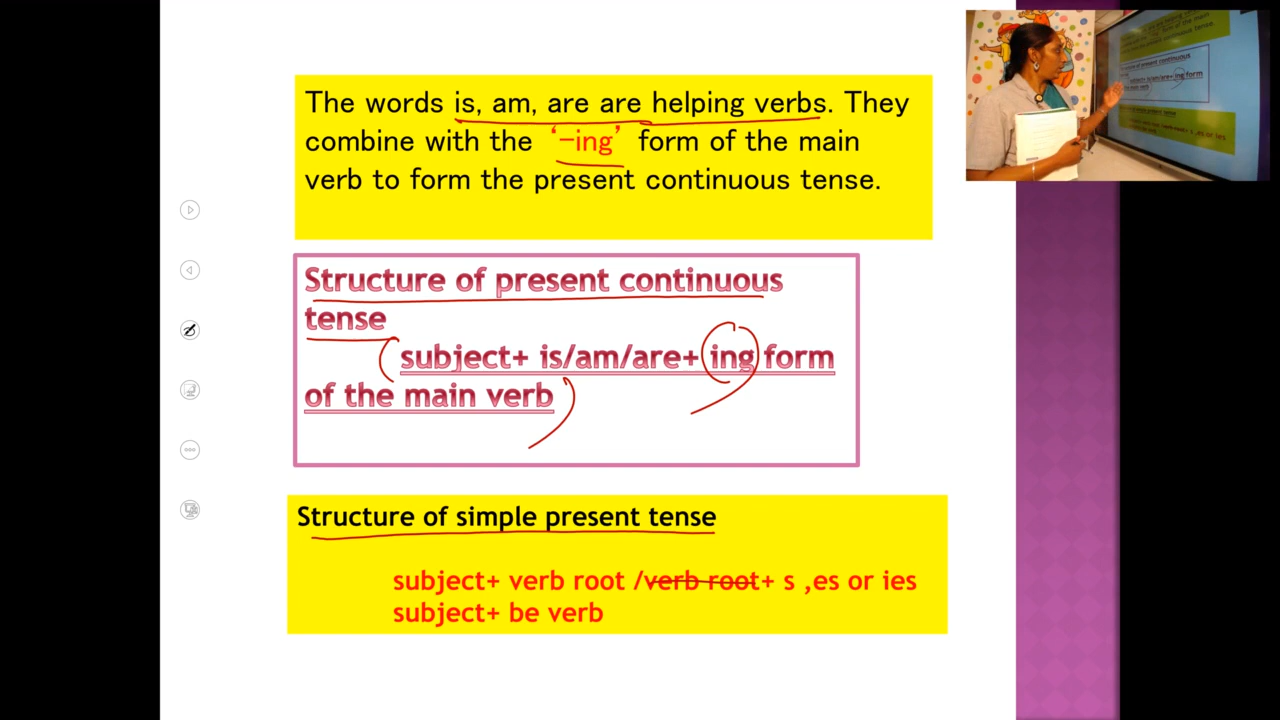 The words is, am, are are helping verbs. They
combine with the ‘-ing’ form of the main
verb to form the present continuous tense.
Structure of present continuous
tense
subject+ is/am/are+ ing form
of the main verb
Structure of simple present tense
subject+ verb root /verb root+ s ,es or ies
subject+ be verb